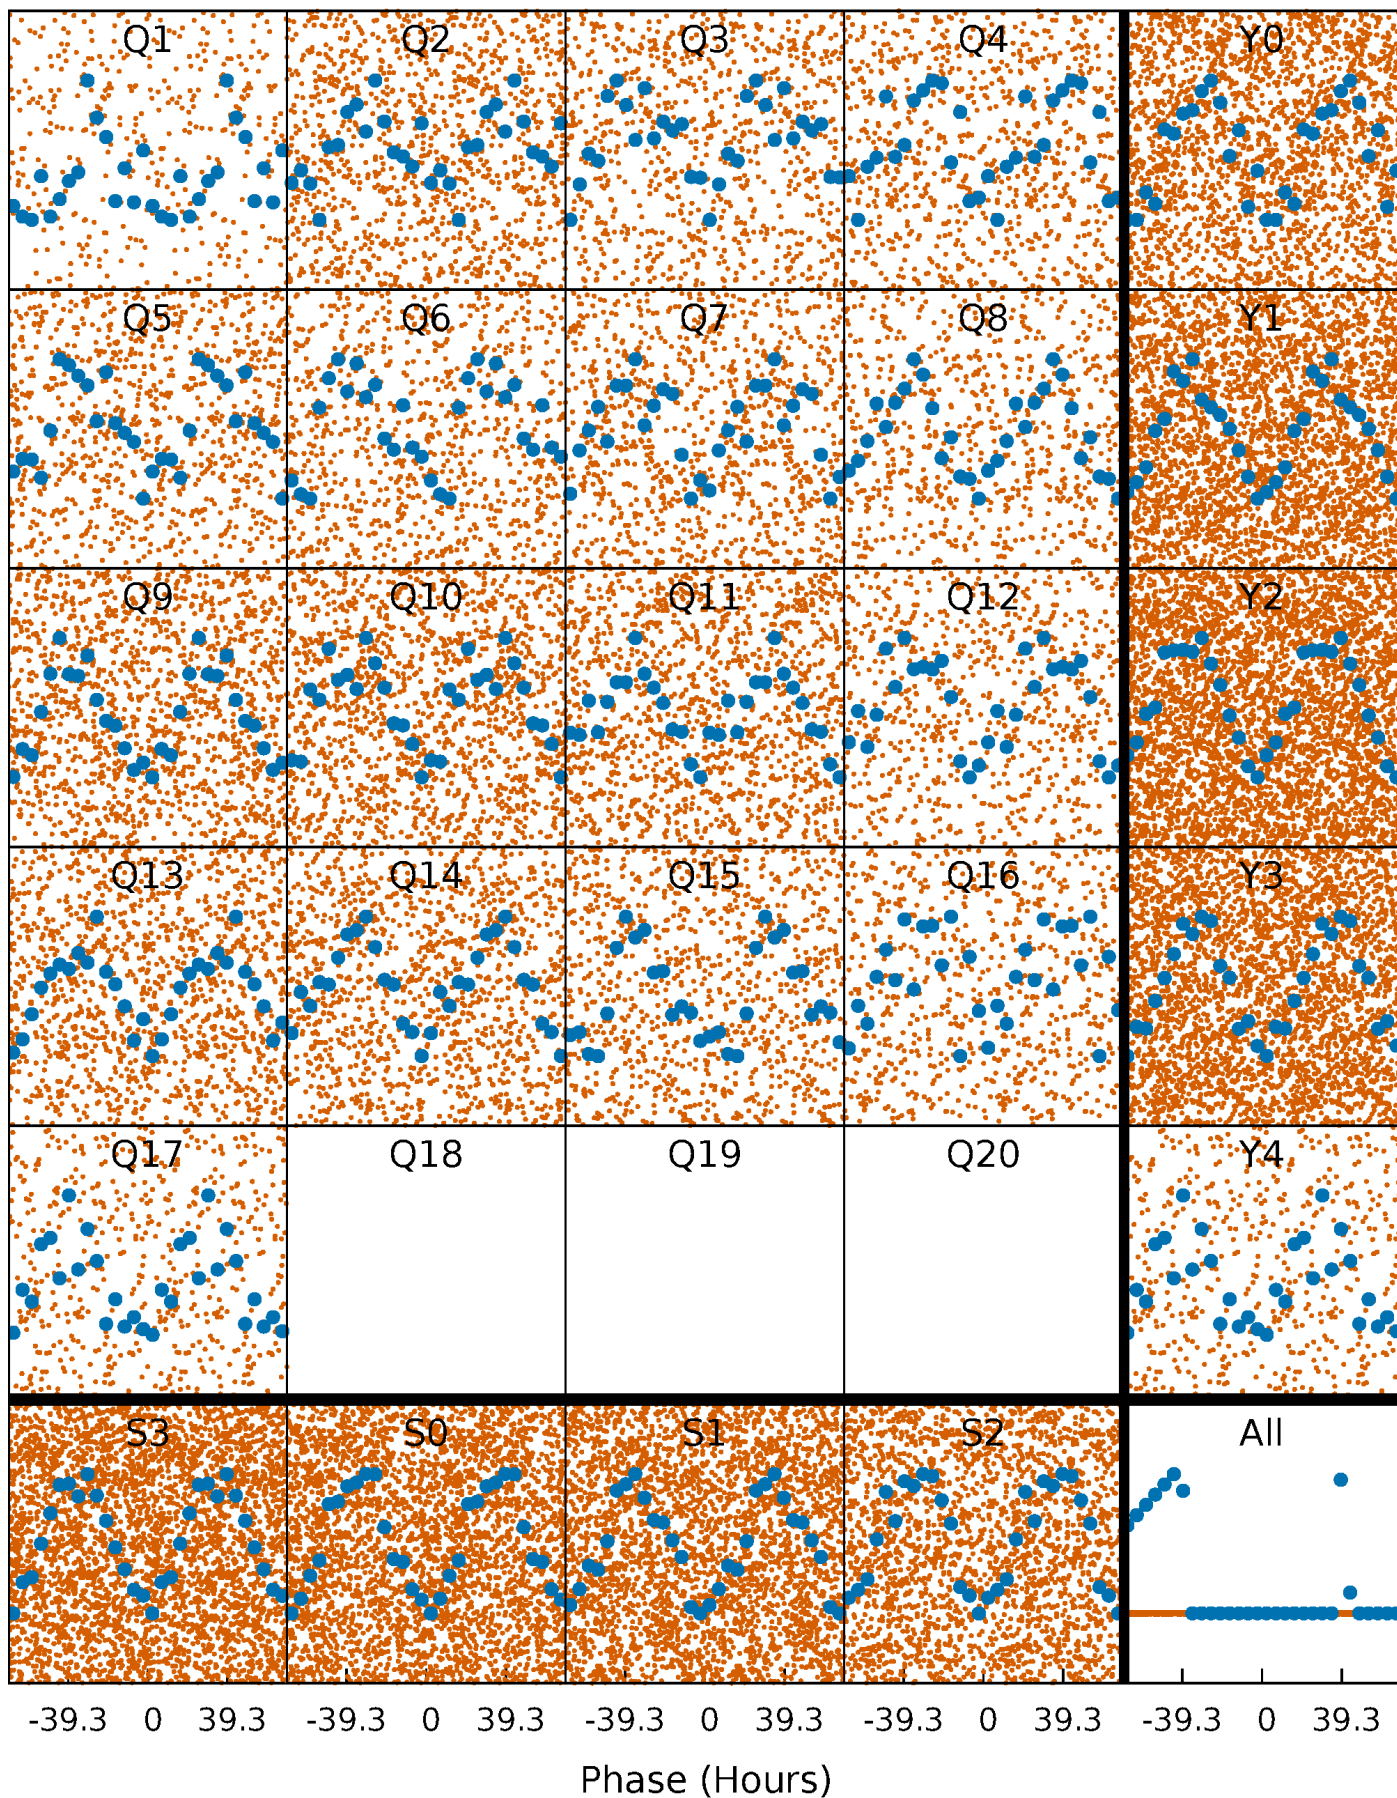 Q1 Q2 Q3 Q4 Y0
Q5 Q6 Q7 Q8 Y1
Q9 Q10 Q11 Q12 Y2
Q13 Q14 Q15 Q16 Y3
Q17 Q18 Q19 Q20 Y4
S3 S0 S1 S2 All
-39.3 0 39.3 -39.3 0 39.3 -39.3 0 39.3 -39.3 0 39.3 -39.3 0 39.3
Phase (Hours)